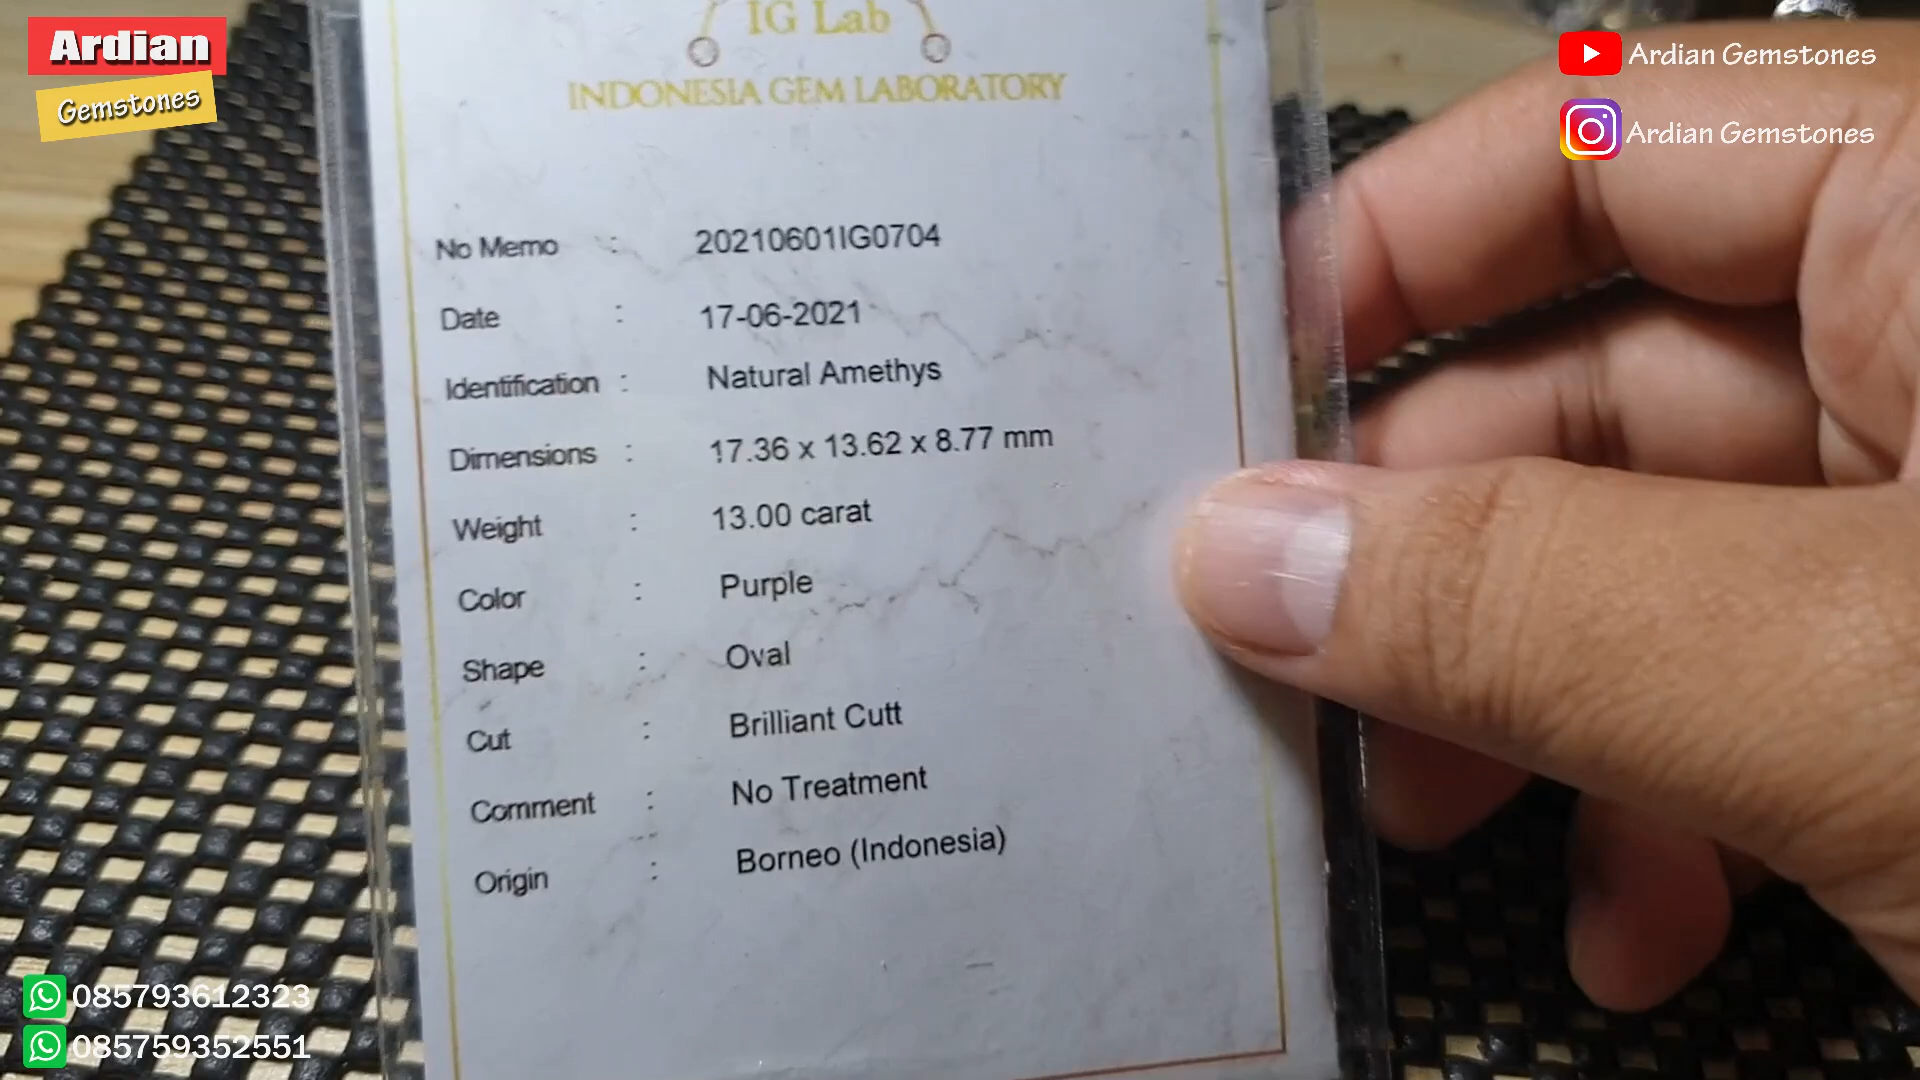 Ardian
Gemstones
Ardian Gemstones
Ardian Gemstones
IG Lab
INDONESIA GEM LABORATORY
No Memo : 20210601IG0704
Date : 17-06-2021
Identification : Natural Amethys
Dimensions : 17.36 x 13.62 x 8.77 mm
Weight : 13.00 carat
Color : Purple
Shape : Oval
Cut : Brilliant Cutt
Comment : No Treatment
Origin : Borneo (Indonesia)
085793612323
085759352551